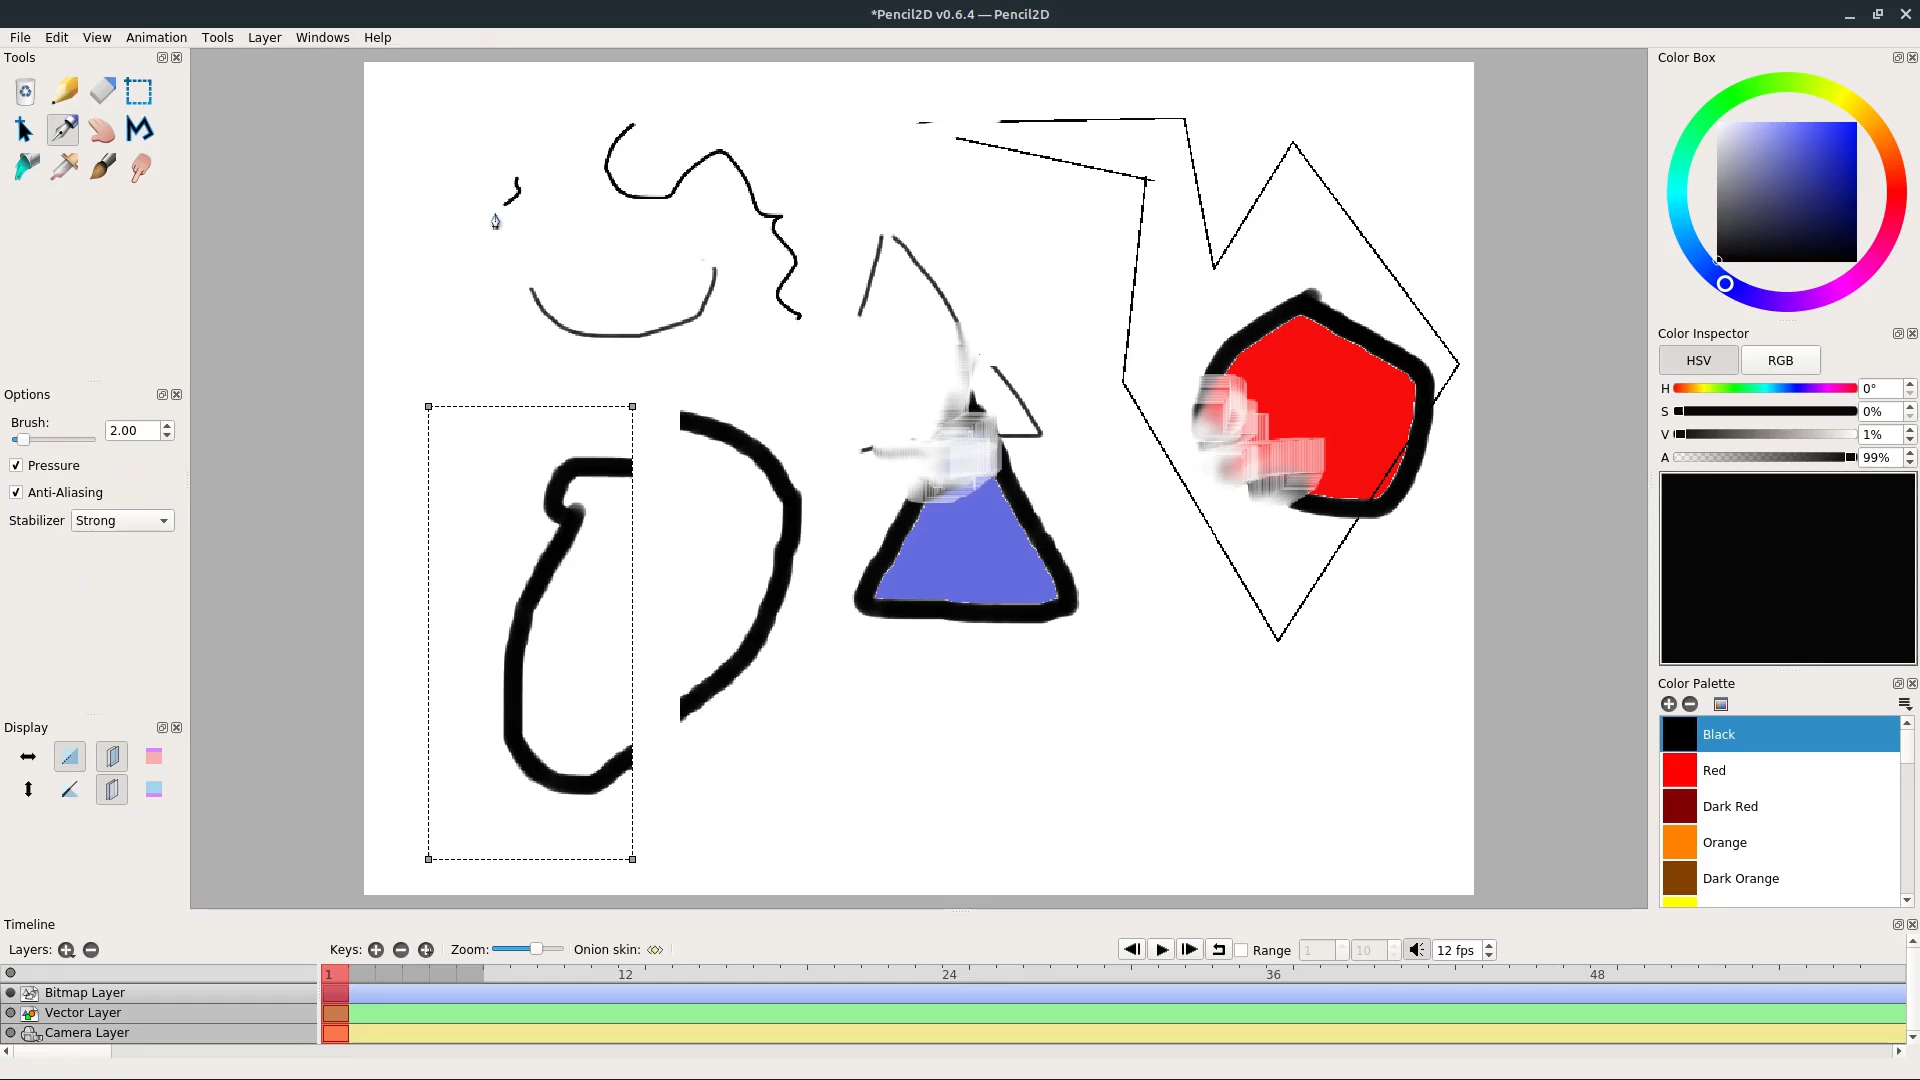 *Pencil2D v0.6.4 — Pencil2D
File Edit View Animation Tools Layer Windows Help
Tools
Options
Brush: 2.00
Pressure
Anti-Aliasing
Stabilizer Strong
Display
Color Box
Color Inspector
HSV RGB
H 0°
S 0%
V 1%
A 99%
Color Palette
Black
Red
Dark Red
Orange
Dark Orange
Timeline
Layers: Keys: Zoom: Onion skin: Range 1 10 12 fps
1 12 24 36 48
Bitmap Layer
Vector Layer
Camera Layer